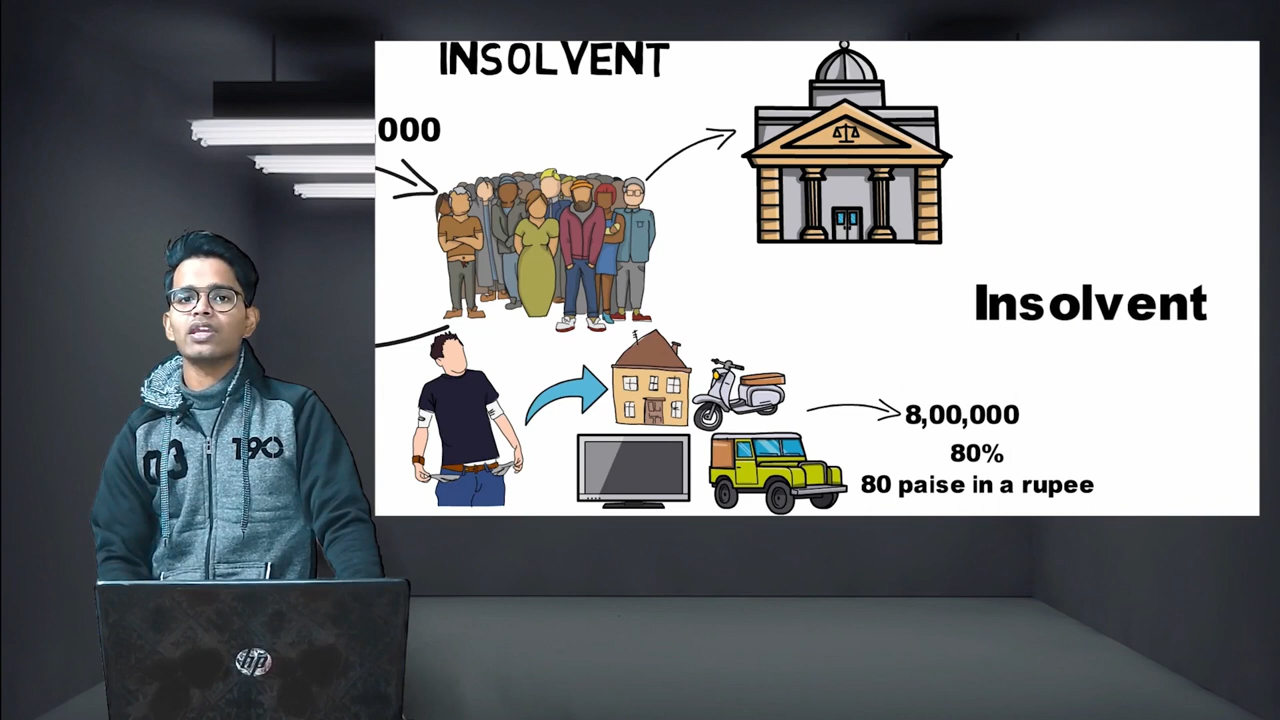 INSOLVENT
000
Insolvent
8,00,000
80%
80 paise in a rupee
03 190
hp